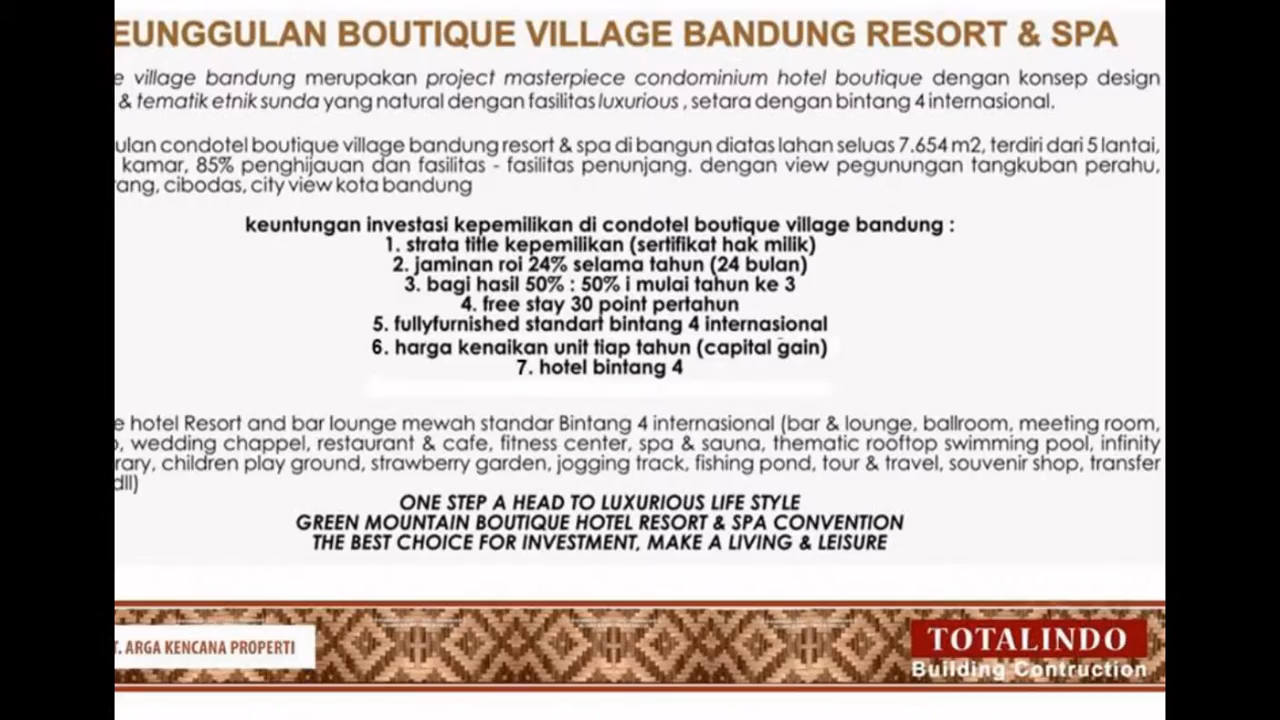 EUNGGULAN BOUTIQUE VILLAGE BANDUNG RESORT & SPA
e village bandung merupakan project masterpiece condominium hotel boutique dengan konsep design
& tematik etnik sunda yang natural dengan fasilitas luxurious , setara dengan bintang 4 internasional.
ulan condotel boutique village bandung resort & spa di bangun diatas lahan seluas 7.654 m2, terdiri dari 5 lantai,
kamar, 85% penghijauan dan fasilitas - fasilitas penunjang. dengan view pegunungan tangkuban perahu,
ang, cibodas, city view kota bandung
keuntungan investasi kepemilikan di condotel boutique village bandung :
1. strata title kepemilikan (sertifikat hak milik)
2. jaminan roi 24% selama tahun (24 bulan)
3. bagi hasil 50% : 50% i mulai tahun ke 3
4. free stay 30 point pertahun
5. fullyfurnished standart bintang 4 internasional
6. harga kenaikan unit tiap tahun (capital gain)
7. hotel bintang 4
e hotel Resort and bar lounge mewah standar Bintang 4 internasional (bar & lounge, ballroom, meeting room,
, wedding chappel, restaurant & cafe, fitness center, spa & sauna, thematic rooftop swimming pool, infinity
rary, children play ground, strawberry garden, jogging track, fishing pond, tour & travel, souvenir shop, transfer
dll)
ONE STEP A HEAD TO LUXURIOUS LIFE STYLE
GREEN MOUNTAIN BOUTIQUE HOTEL RESORT & SPA CONVENTION
THE BEST CHOICE FOR INVESTMENT, MAKE A LIVING & LEISURE
T. ARGA KENCANA PROPERTI
TOTALINDO
Building Contruction